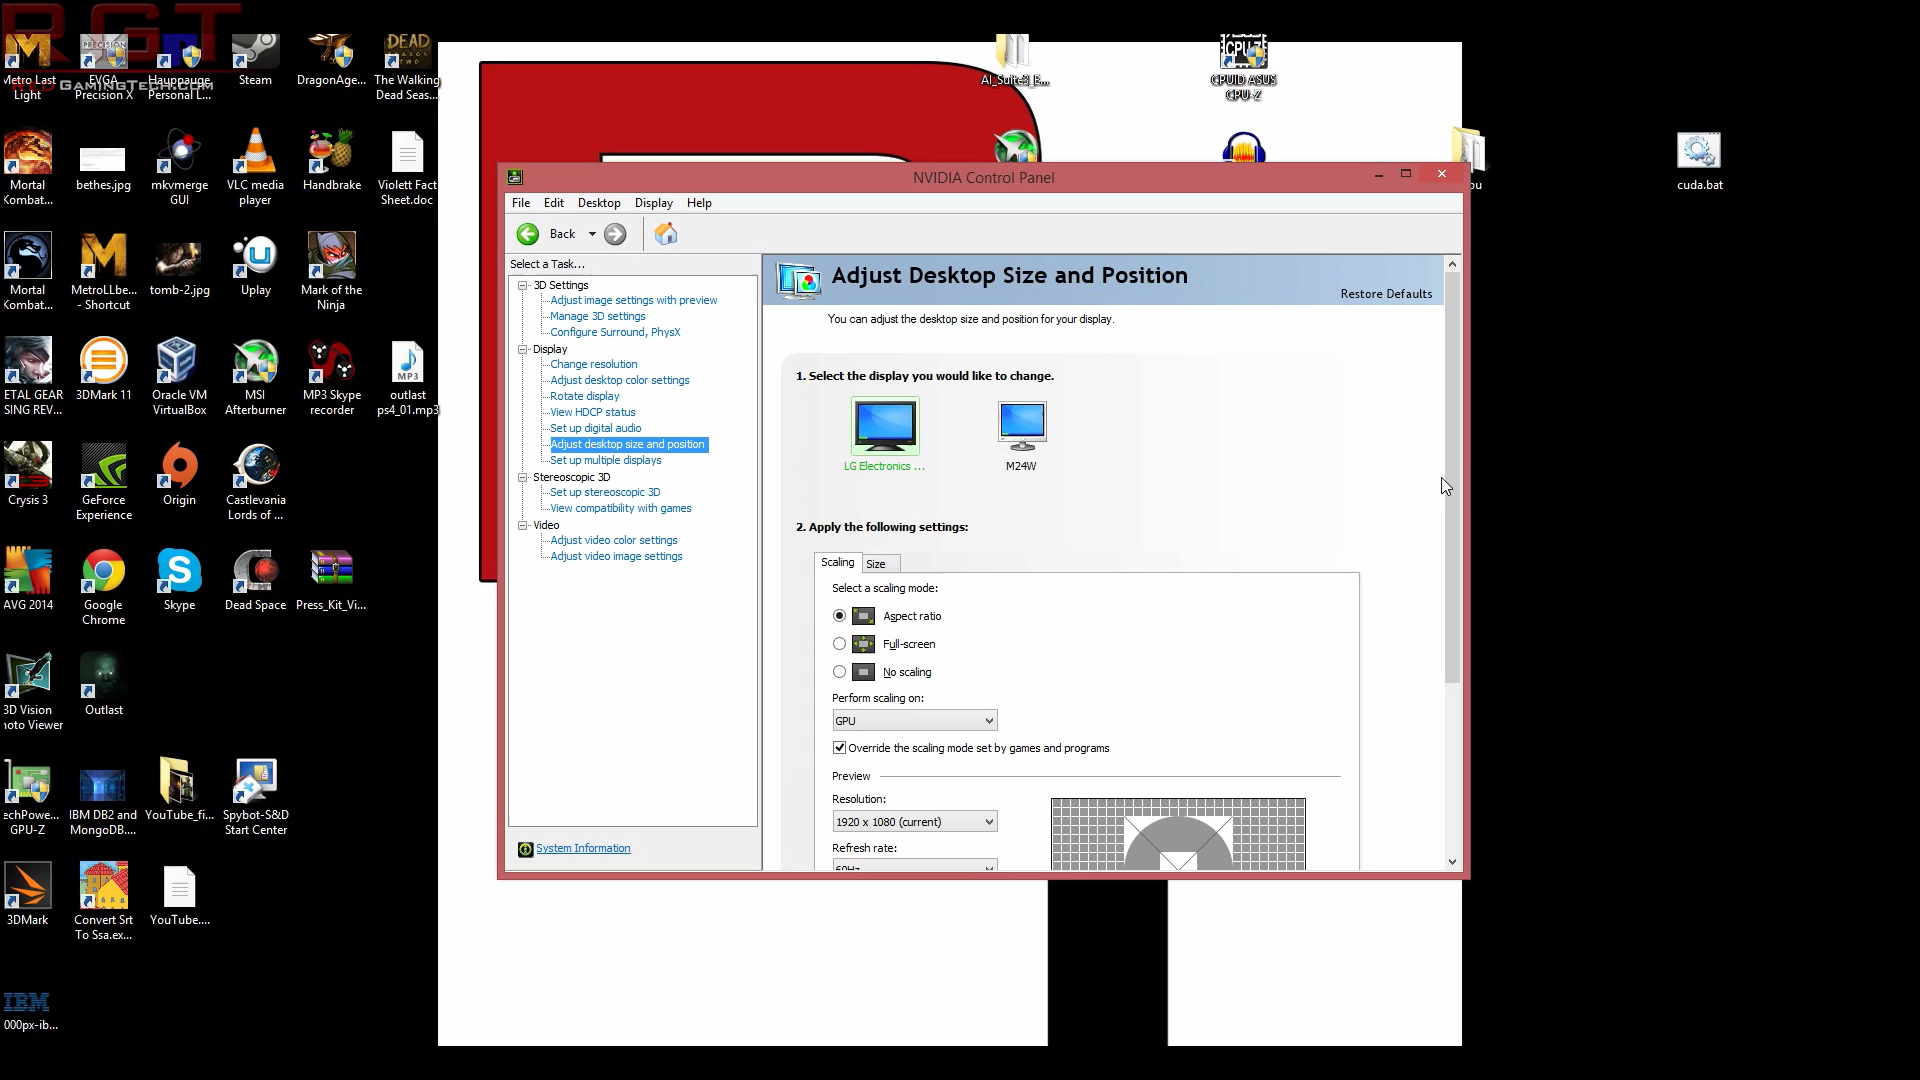 RGT
RED GAMINGTECH.COM
Metro Last
Light
EVGA
Precision X
Hauppauge
Personal L...
Steam
DragonAge...
The Walking
Dead Seas...
AI_Suite3_E...
CPUID ASUS
CPU-Z
Mortal
Kombat...
bethes.jpg
mkvmerge
GUI
VLC media
player
Handbrake
Violett Fact
Sheet.doc
cuda.bat
Mortal
Kombat...
MetroLLbe...
- Shortcut
tomb-2.jpg
Uplay
Mark of the
Ninja
ETAL GEAR
SING REV...
3DMark 11
Oracle VM
VirtualBox
MSI
Afterburner
MP3 Skype
recorder
MP3
outlast
ps4_01.mp3
Crysis 3
GeForce
Experience
Origin
Castlevania
Lords of ...
AVG 2014
Google
Chrome
Skype
Dead Space
Press_Kit_Vi...
3D Vision
hoto Viewer
Outlast
echPowe...
GPU-Z
IBM DB2 and
MongoDB....
YouTube_fi...
Spybot-S&D
Start Center
3DMark
Convert Srt
To Ssa.ex...
YouTube....
IBM
000px-ib...
NVIDIA Control Panel
File Edit Desktop Display Help
Back
Select a Task...
3D Settings
Adjust image settings with preview
Manage 3D settings
Configure Surround, PhysX
Display
Change resolution
Adjust desktop color settings
Rotate display
View HDCP status
Set up digital audio
Adjust desktop size and position
Set up multiple displays
Stereoscopic 3D
Set up stereoscopic 3D
View compatibility with games
Video
Adjust video color settings
Adjust video image settings
System Information
Adjust Desktop Size and Position
Restore Defaults
You can adjust the desktop size and position for your display.
1. Select the display you would like to change.
LG Electronics ...
M24W
2. Apply the following settings:
Scaling Size
Select a scaling mode:
Aspect ratio
Full-screen
No scaling
Perform scaling on:
GPU
Override the scaling mode set by games and programs
Preview
Resolution:
1920 x 1080 (current)
Refresh rate:
60Hz